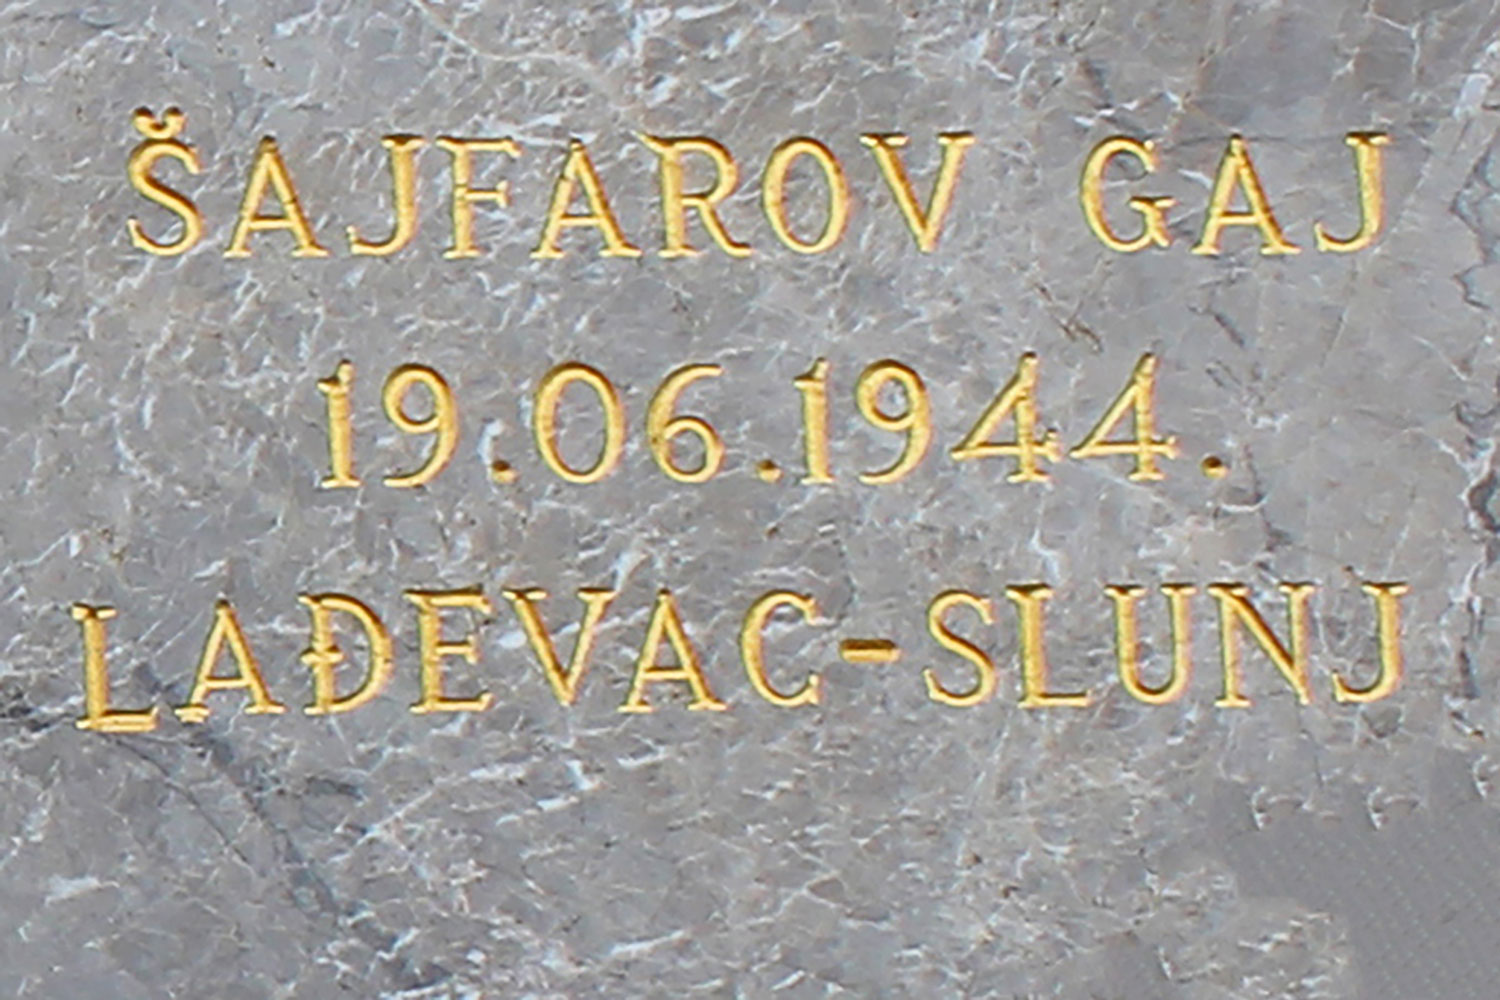 ŠAJFAROV GAJ
19.06.1944.
LAĐEVAC-SLUNJ